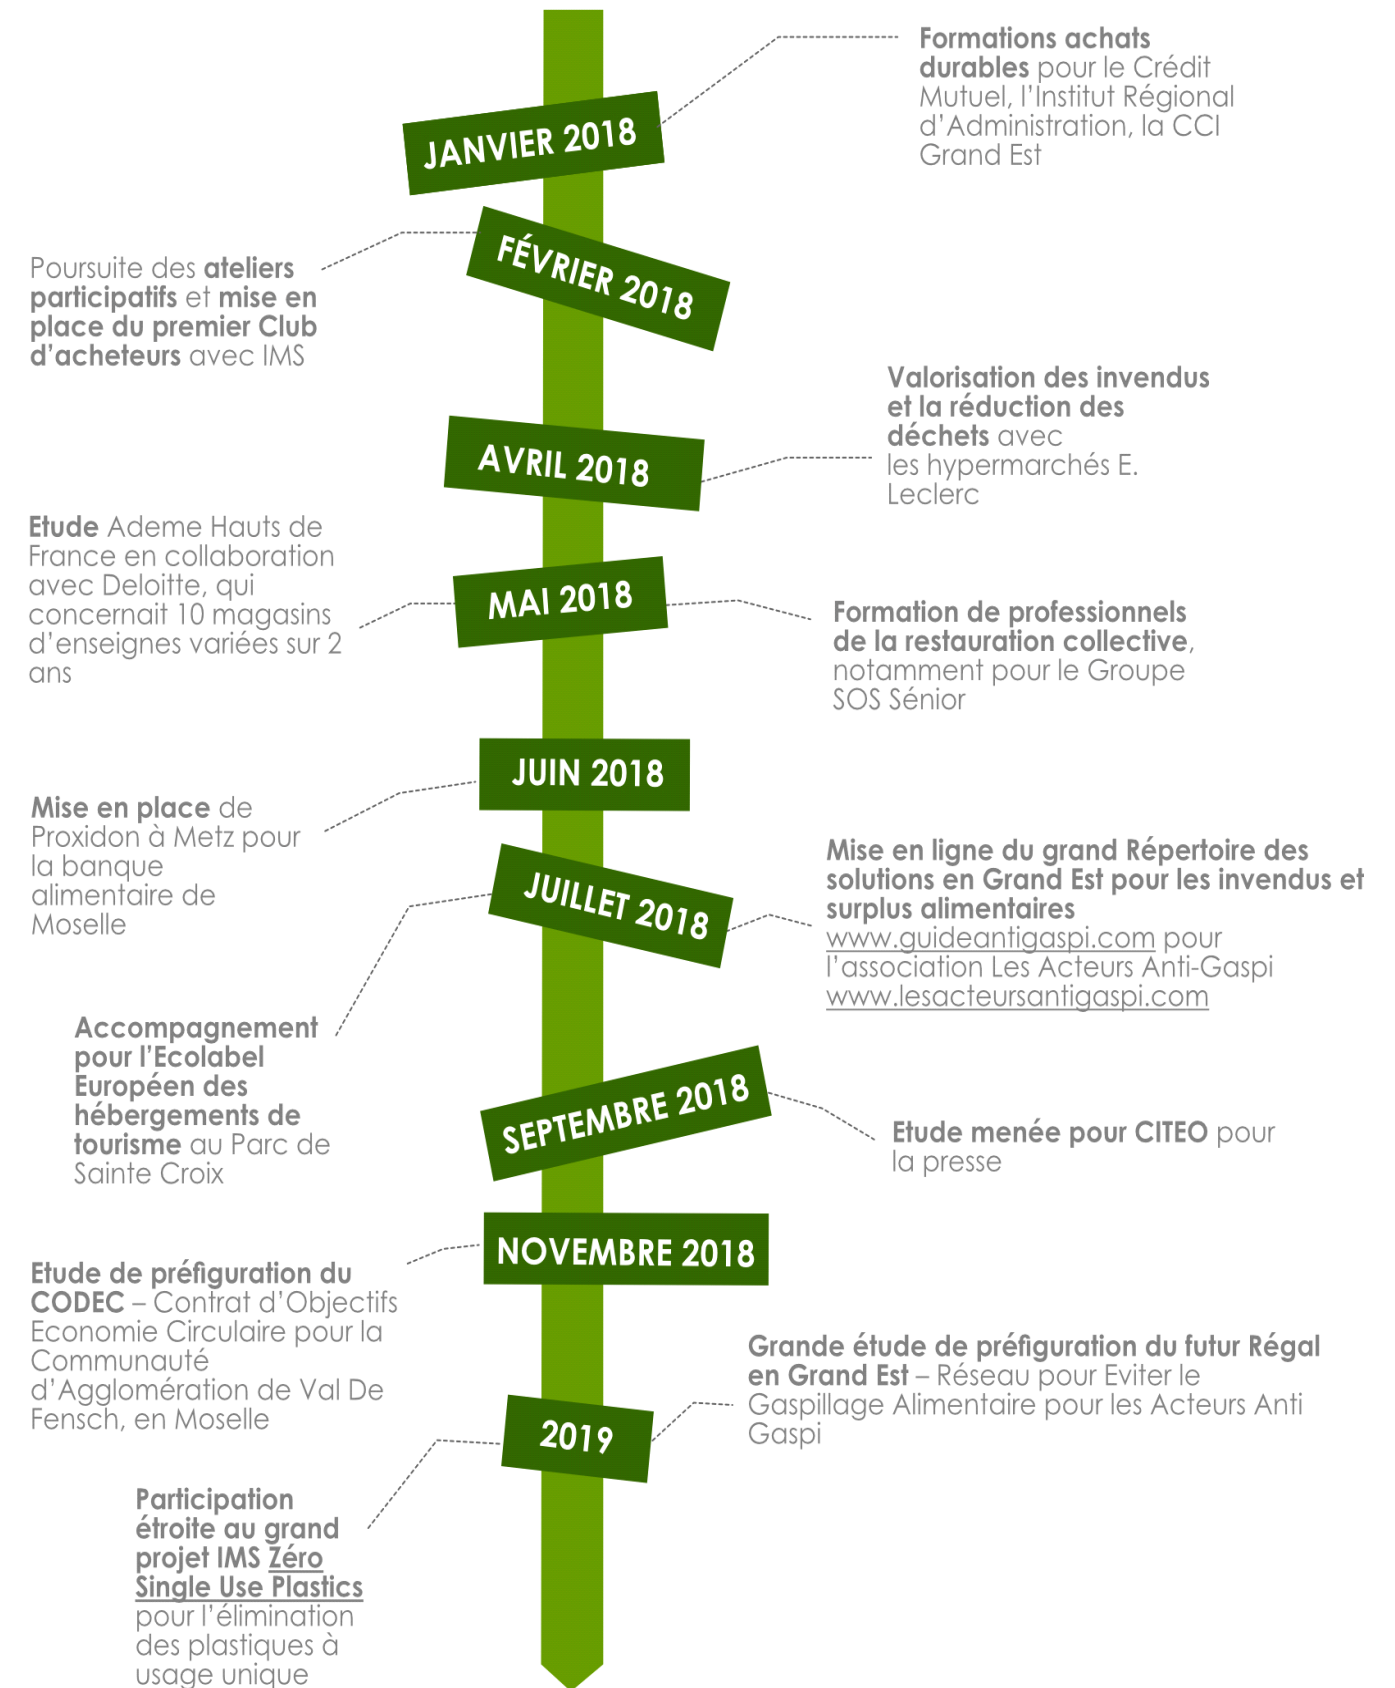 JANVIER 2018
Formations achats
durables pour le Crédit
Mutuel, l’Institut Régional
d’Administration, la CCI
Grand Est
FÉVRIER 2018
Poursuite des ateliers
participatifs et mise en
place du premier Club
d’acheteurs avec IMS
AVRIL 2018
Valorisation des invendus
et la réduction des
déchets avec
les hypermarchés E.
Leclerc
MAI 2018
Etude Ademe Hauts de
France en collaboration
avec Deloitte, qui
concernait 10 magasins
d’enseignes variées sur 2
ans
Formation de professionnels
de la restauration collective,
notamment pour le Groupe
SOS Sénior
JUIN 2018
Mise en place de
Proxidon à Metz pour
la banque
alimentaire de
Moselle
JUILLET 2018
Mise en ligne du grand Répertoire des
solutions en Grand Est pour les invendus et
surplus alimentaires
www.guideantigaspi.com pour
l’association Les Acteurs Anti-Gaspi
www.lesacteursantigaspi.com
Accompagnement
pour l’Ecolabel
Européen des
hébergements de
tourisme au Parc de
Sainte Croix
SEPTEMBRE 2018
Etude menée pour CITEO pour
la presse
NOVEMBRE 2018
Etude de préfiguration du
CODEC – Contrat d’Objectifs
Economie Circulaire pour la
Communauté
d’Agglomération de Val De
Fensch, en Moselle
2019
Grande étude de préfiguration du futur Régal
en Grand Est – Réseau pour Eviter le
Gaspillage Alimentaire pour les Acteurs Anti
Gaspi
Participation
étroite au grand
projet IMS Zéro
Single Use Plastics
pour l’élimination
des plastiques à
usage unique